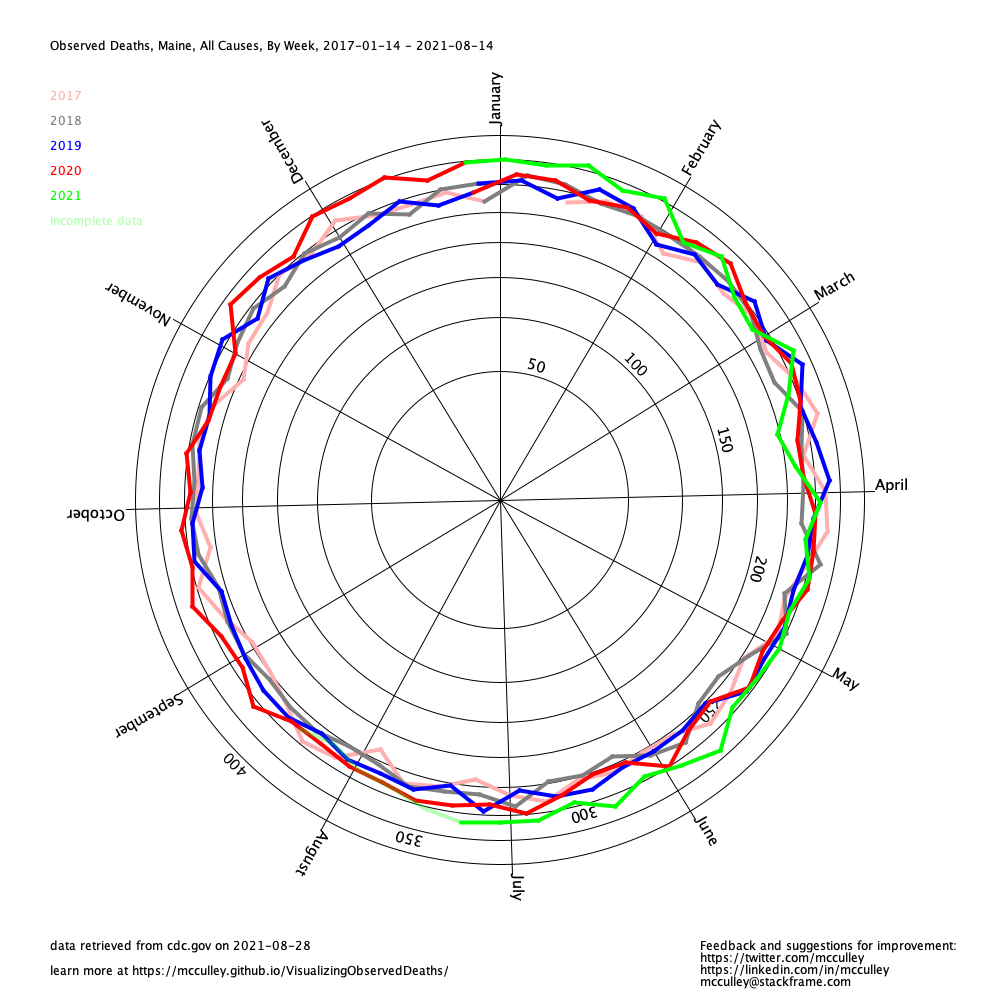 Observed Deaths, Maine, All Causes, By Week, 2017-01-14 - 2021-08-14
2017
2018
2019
2020
2021
incomplete data
January
February
March
April
May
June
July
August
September
October
November
December
50
100
150
200
250
300
350
400
data retrieved from cdc.gov on 2021-08-28
learn more at https://mcculley.github.io/VisualizingObservedDeaths/
Feedback and suggestions for improvement:
https://twitter.com/mcculley
https://linkedin.com/in/mcculley
mcculley@stackframe.com